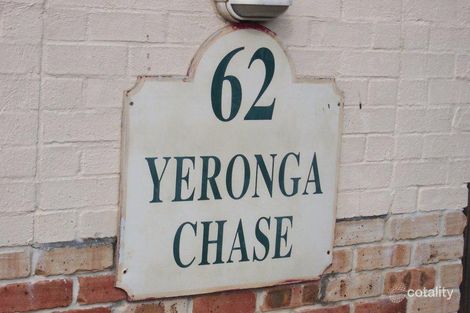 62
YERONGA
CHASE
cotality